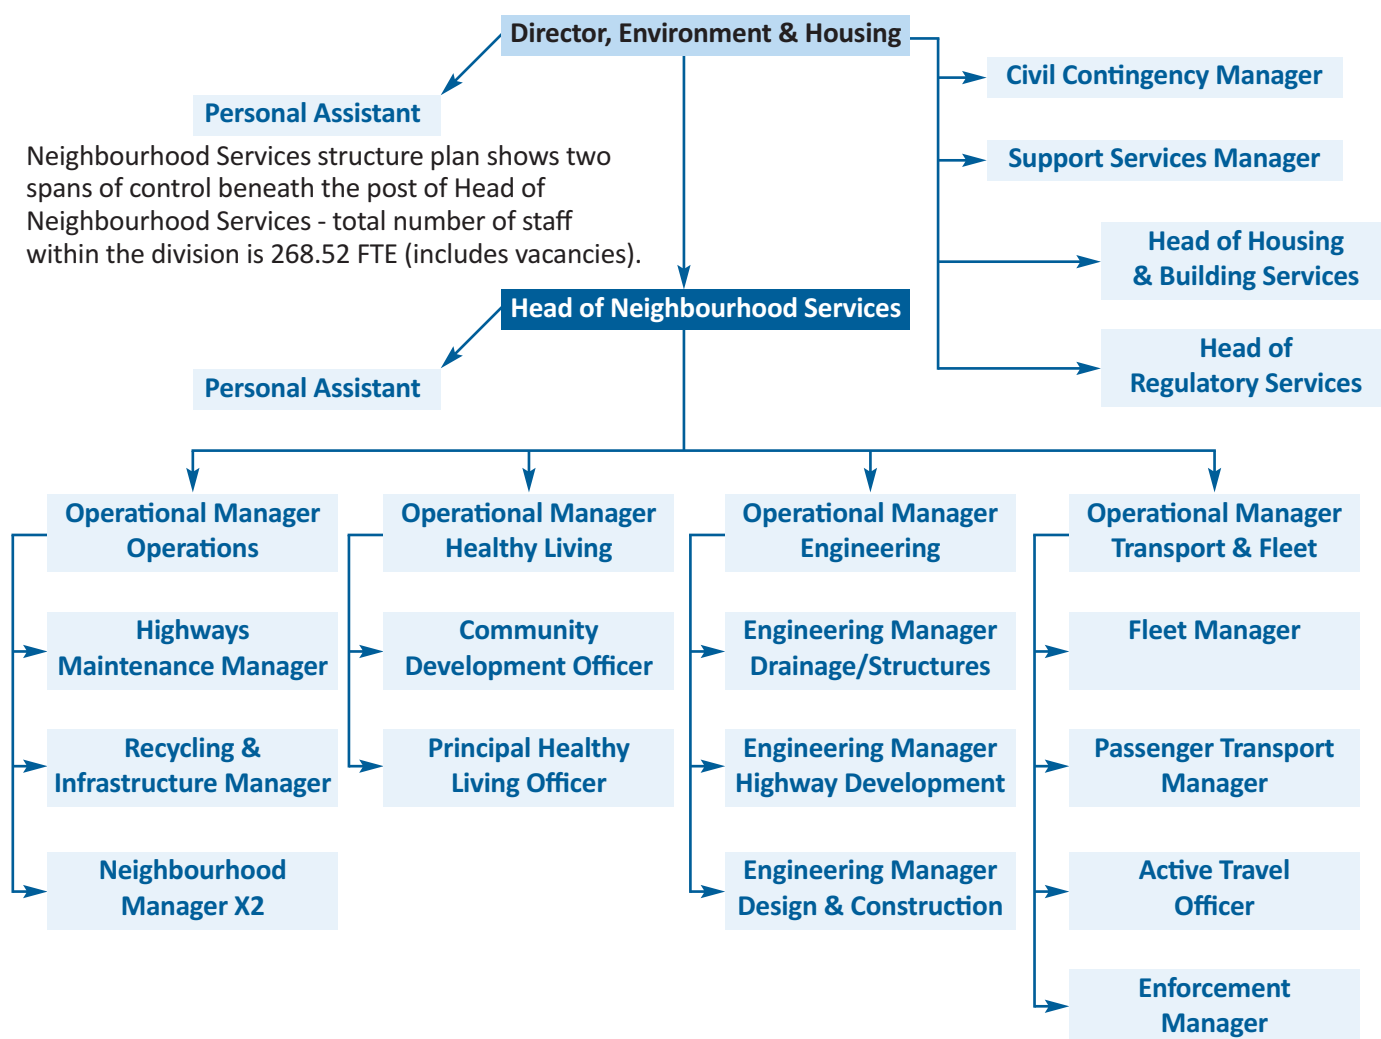 Director, Environment & Housing
Civil Contingency Manager
Personal Assistant
Neighbourhood Services structure plan shows two
spans of control beneath the post of Head of
Neighbourhood Services - total number of staff
within the division is 268.52 FTE (includes vacancies).
Support Services Manager
Head of Housing
& Building Services
Head of Neighbourhood Services
Head of
Regulatory Services
Personal Assistant
Operational Manager
Operations
Highways
Maintenance Manager
Recycling &
Infrastructure Manager
Neighbourhood
Manager X2
Operational Manager
Healthy Living
Community
Development Officer
Principal Healthy
Living Officer
Operational Manager
Engineering
Engineering Manager
Drainage/Structures
Engineering Manager
Highway Development
Engineering Manager
Design & Construction
Operational Manager
Transport & Fleet
Fleet Manager
Passenger Transport
Manager
Active Travel
Officer
Enforcement
Manager